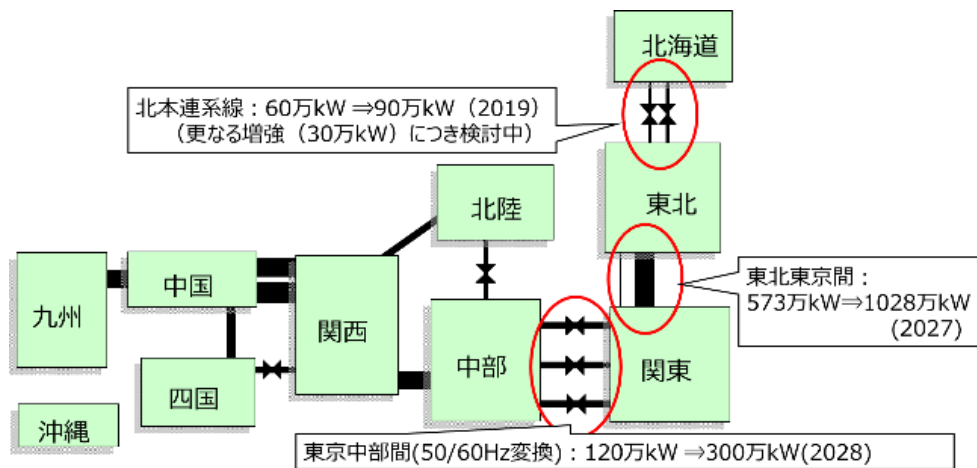 北海道
北本連系線：60万kW ⇒90万kW（2019）
（更なる増強（30万kW）につき検討中）
東北
北陸
中国
九州
関西
東北東京間：
573万kW⇒1028万kW
(2027)
中部
関東
四国
沖縄
東京中部間(50/60Hz変換)：120万kW ⇒300万kW(2028)